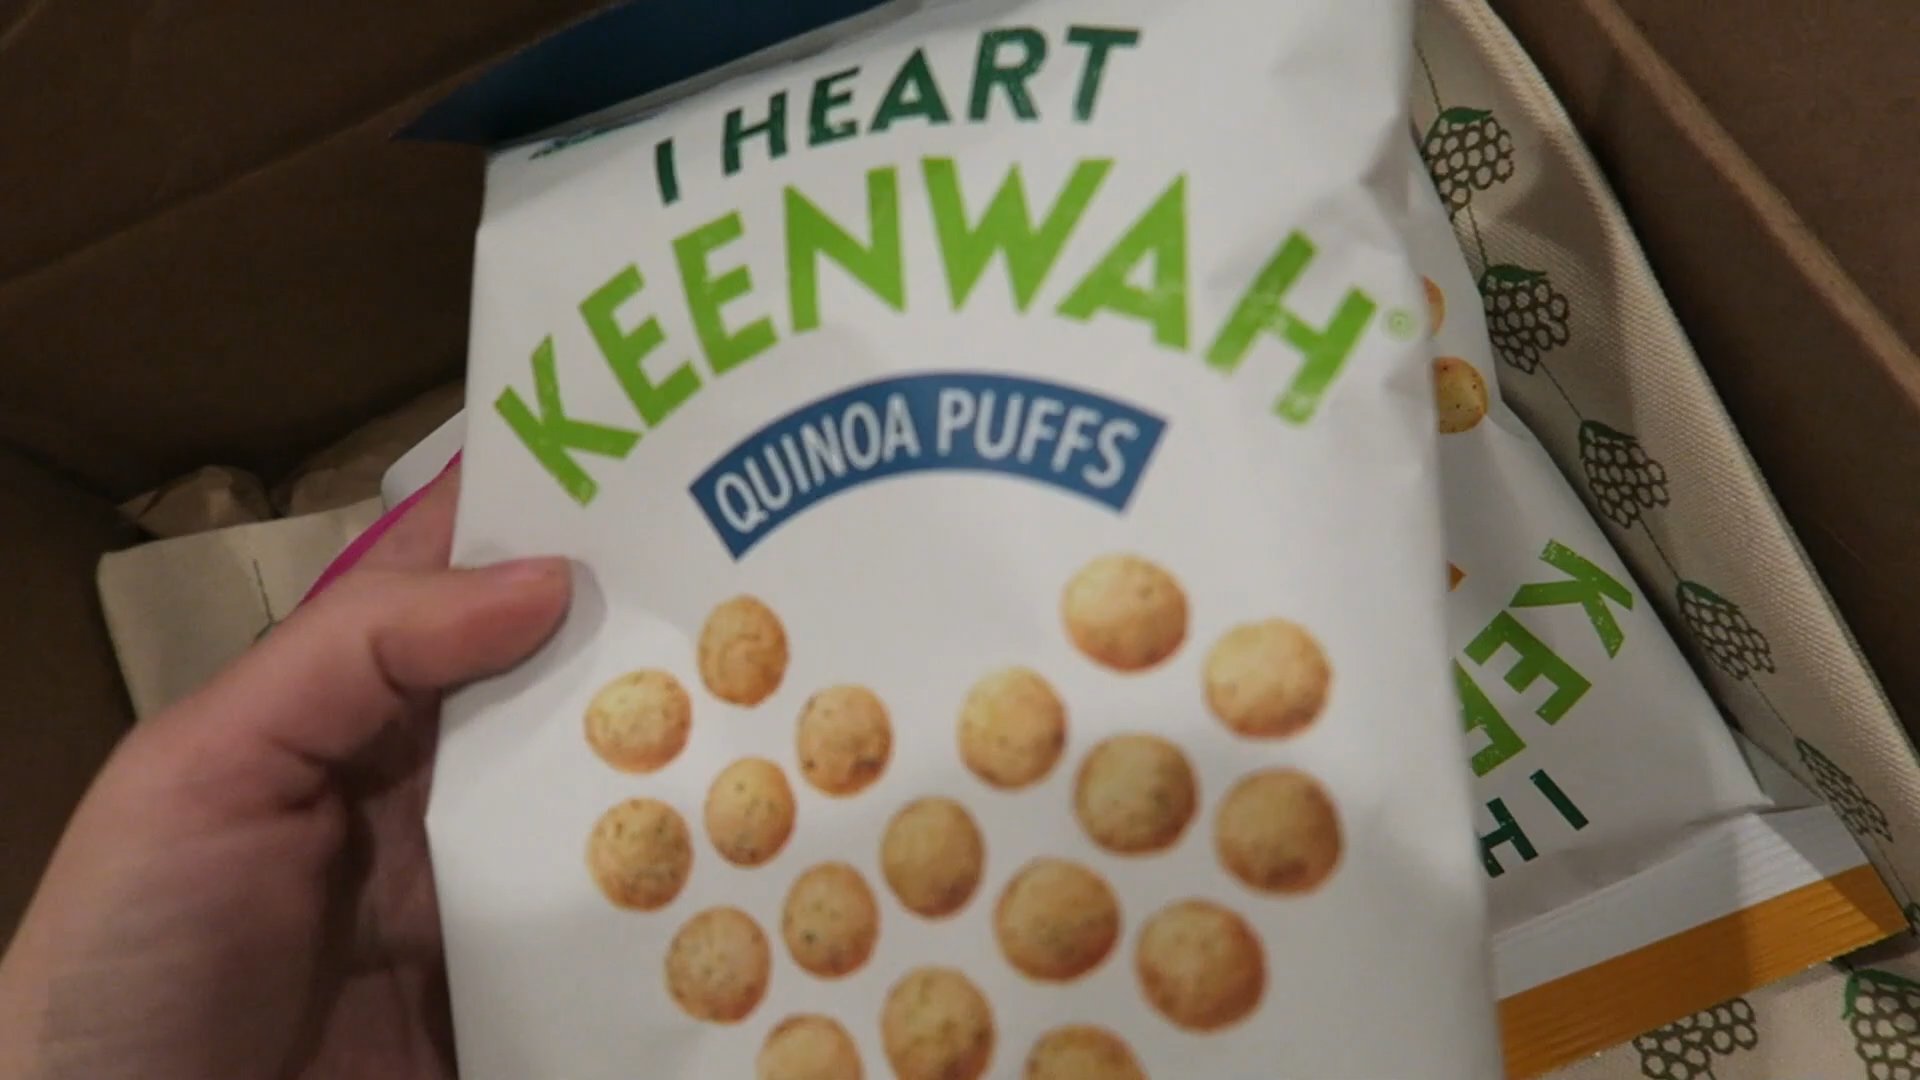 I HEART
KEENWAH®
QUINOA PUFFS
KEE
I H